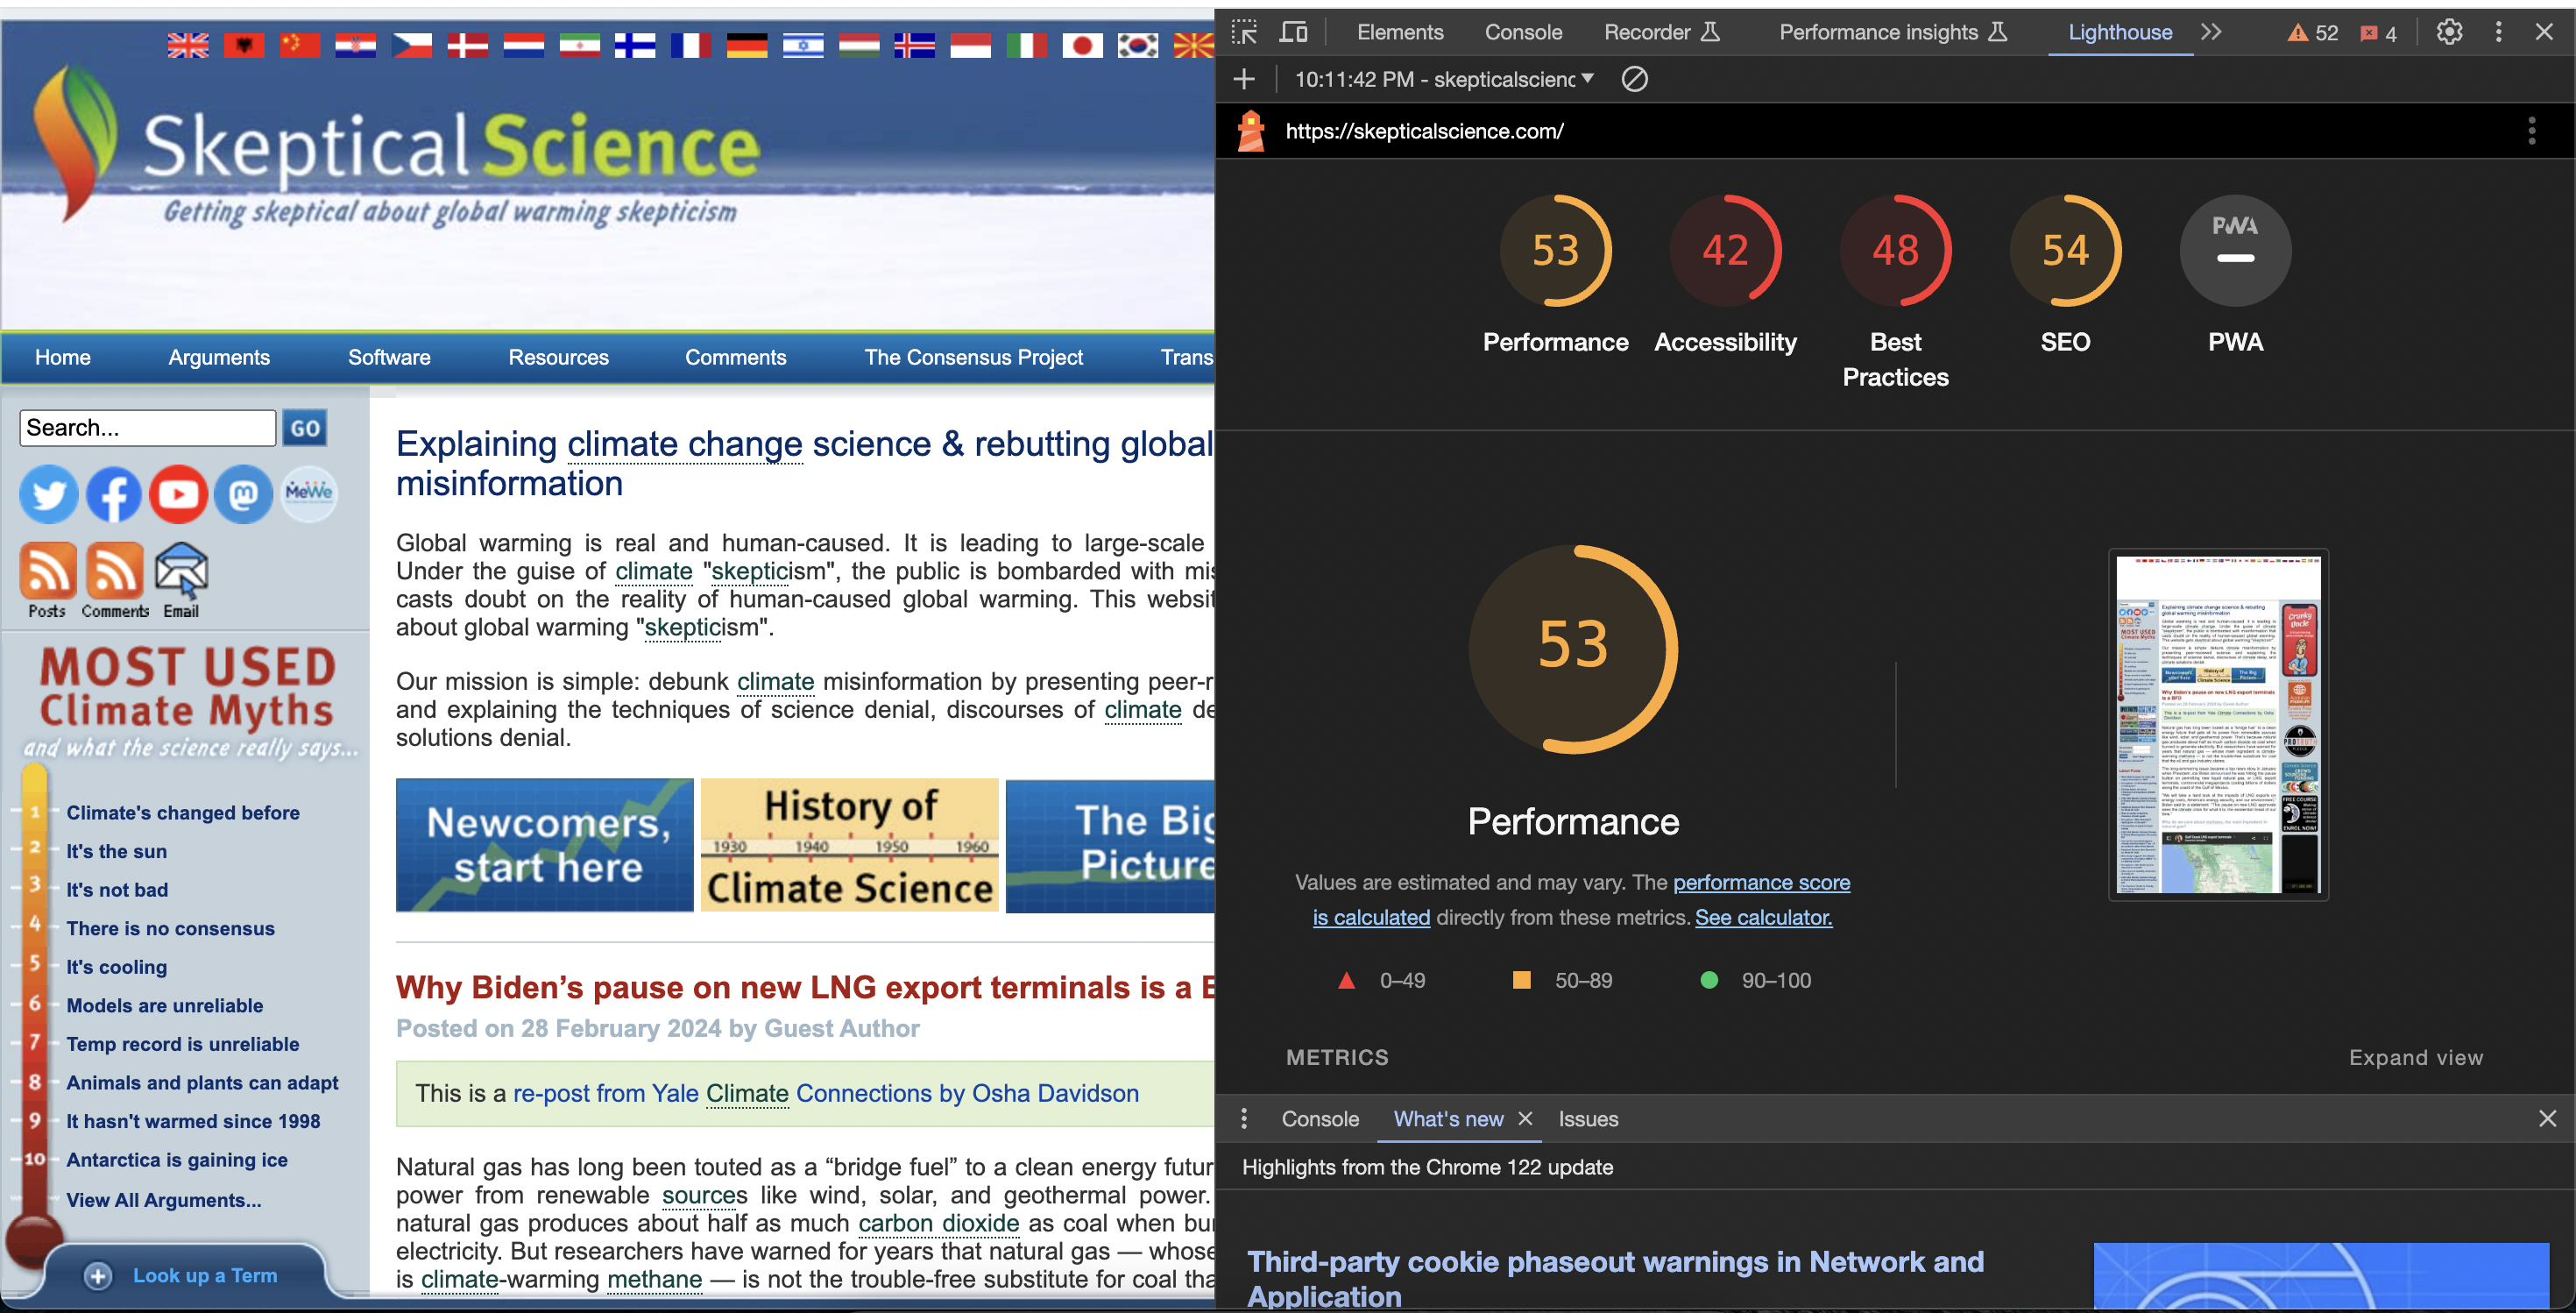 Skeptical Science
Getting skeptical about global warming skepticism
Home Arguments Software Resources Comments The Consensus Project Trans
Search... GO
MeWe
Posts Comments Email
MOST USED
Climate Myths
and what the science really says...
1 Climate's changed before
2 It's the sun
3 It's not bad
4 There is no consensus
5 It's cooling
6 Models are unreliable
7 Temp record is unreliable
8 Animals and plants can adapt
9 It hasn't warmed since 1998
10 Antarctica is gaining ice
View All Arguments...
Look up a Term
Explaining climate change science & rebutting global
misinformation
Global warming is real and human-caused. It is leading to large-scale
Under the guise of climate "skepticism", the public is bombarded with mis
casts doubt on the reality of human-caused global warming. This websit
about global warming "skepticism".
Our mission is simple: debunk climate misinformation by presenting peer-r
and explaining the techniques of science denial, discourses of climate de
solutions denial.
Newcomers,
start here
History of
1930 1940 1950 1960
Climate Science
The Big
Picture
Why Biden’s pause on new LNG export terminals is a B
Posted on 28 February 2024 by Guest Author
This is a re-post from Yale Climate Connections by Osha Davidson
Natural gas has long been touted as a “bridge fuel” to a clean energy futur
power from renewable sources like wind, solar, and geothermal power.
natural gas produces about half as much carbon dioxide as coal when bur
electricity. But researchers have warned for years that natural gas — whose
is climate-warming methane — is not the trouble-free substitute for coal tha
Elements Console Recorder Performance insights Lighthouse 52 4
10:11:42 PM - skepticalscienc
https://skepticalscience.com/
53 42 48 54 PWA
Performance Accessibility Best SEO PWA
Practices
53
Performance
Values are estimated and may vary. The performance score
is calculated directly from these metrics. See calculator.
0–49 50–89 90–100
METRICS Expand view
Console What's new Issues
Highlights from the Chrome 122 update
Third-party cookie phaseout warnings in Network and
Application